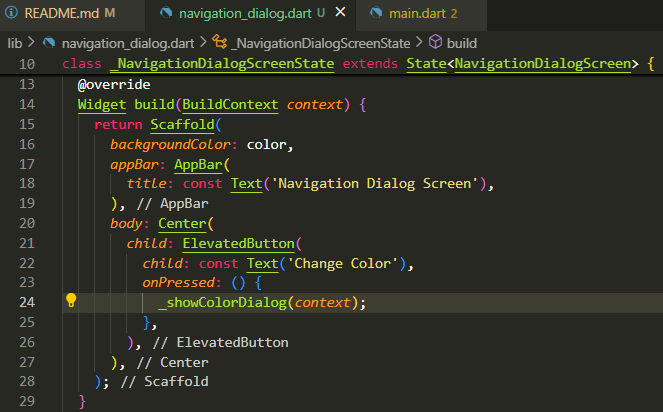 README.md M navigation_dialog.dart U main.dart 2
lib > navigation_dialog.dart > _NavigationDialogScreenState > build
10 class _NavigationDialogScreenState extends State<NavigationDialogScreen> {
13 @override
14 Widget build(BuildContext context) {
15 return Scaffold(
16 backgroundColor: color,
17 appBar: AppBar(
18 title: const Text('Navigation Dialog Screen'),
19 ), // AppBar
20 body: Center(
21 child: ElevatedButton(
22 child: const Text('Change Color'),
23 onPressed: () {
24 _showColorDialog(context);
25 },
26 ), // ElevatedButton
27 ), // Center
28 ); // Scaffold
29 }